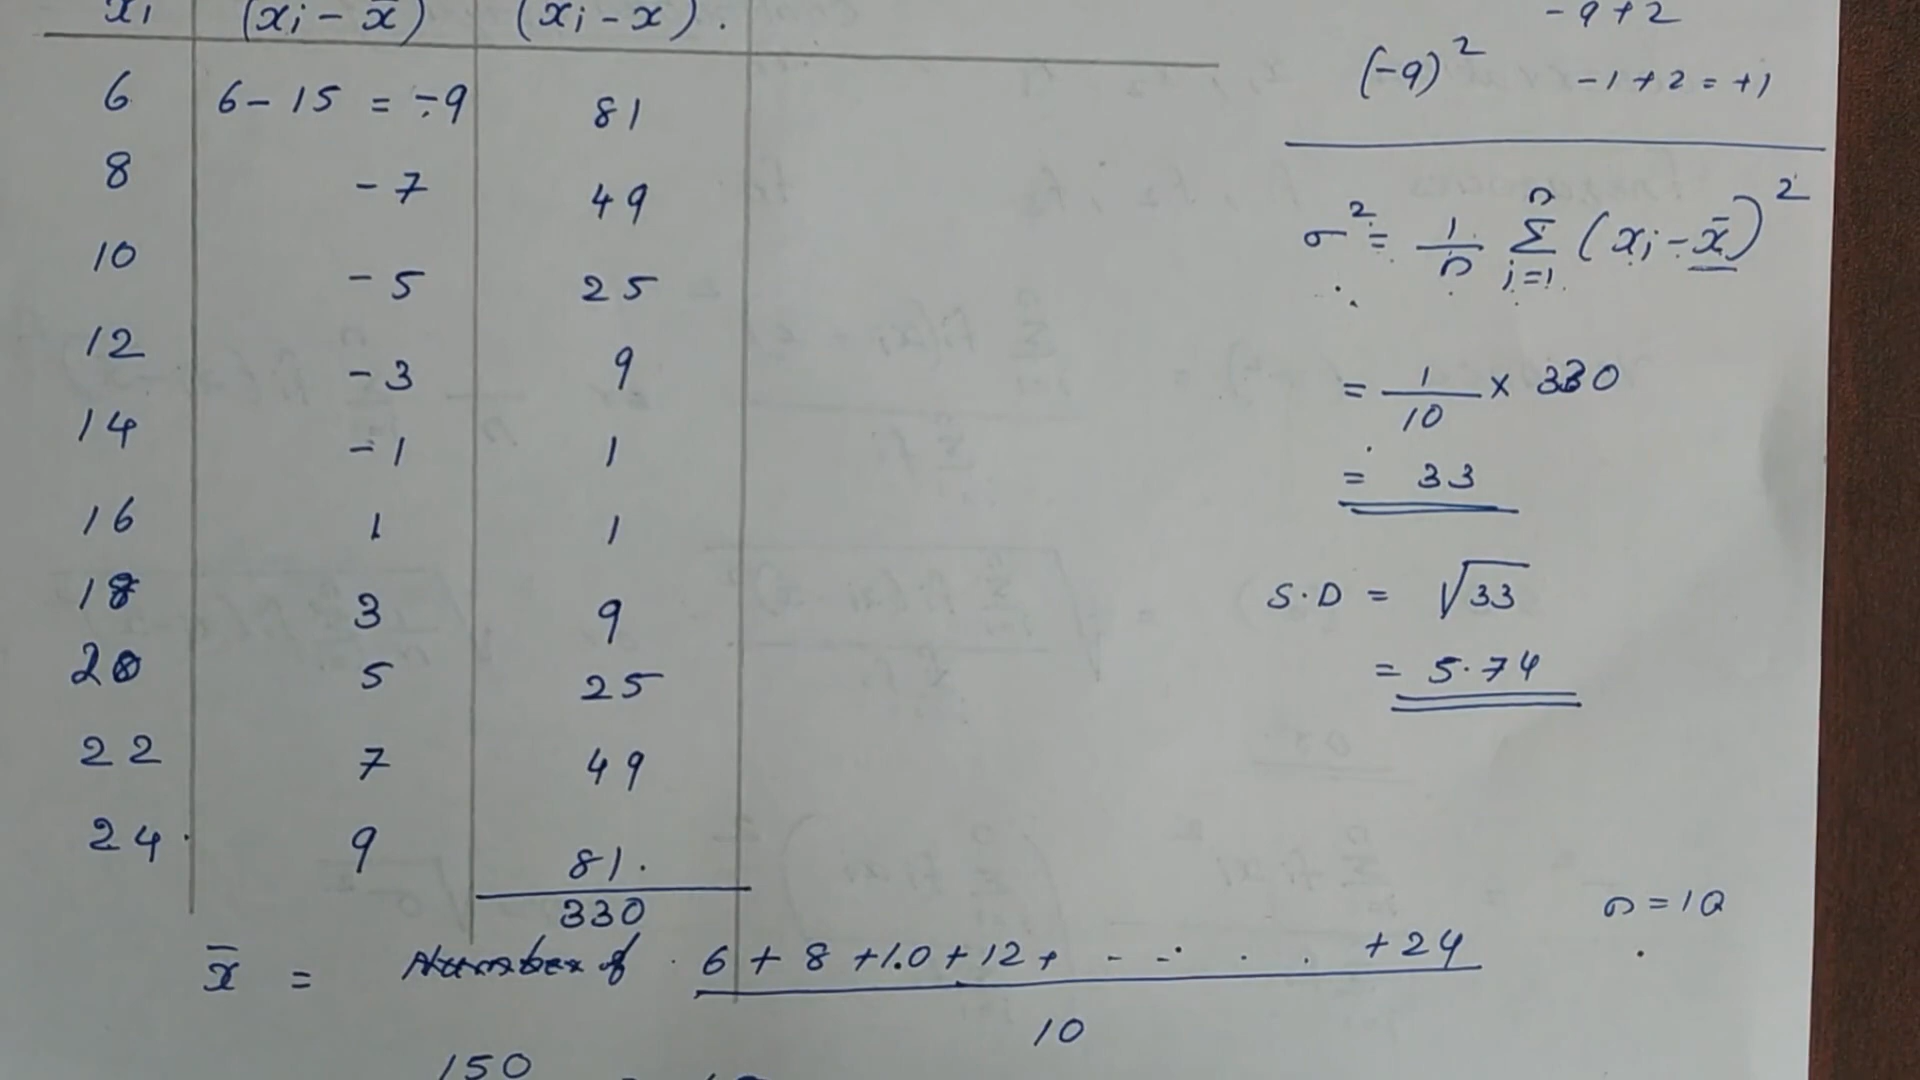 xi (xi - x̄) (xi - x).
6 6 - 15 = -9 81
8 -7 49
10 -5 25
12 -3 9
14 -1 1
16 1 1
18 3 9
20 5 25
22 7 49
24 9 81.
330
x̄ = Number of 6 + 8 + 10 + 12 + - - . . . + 24
10
150
-9+2
(-9)² -1+2=+1
σ² = 1/n Σ i=1 n (xi - x̄)²
= 1/10 × 330
= 33
S.D = √33
= 5.74
n = 10